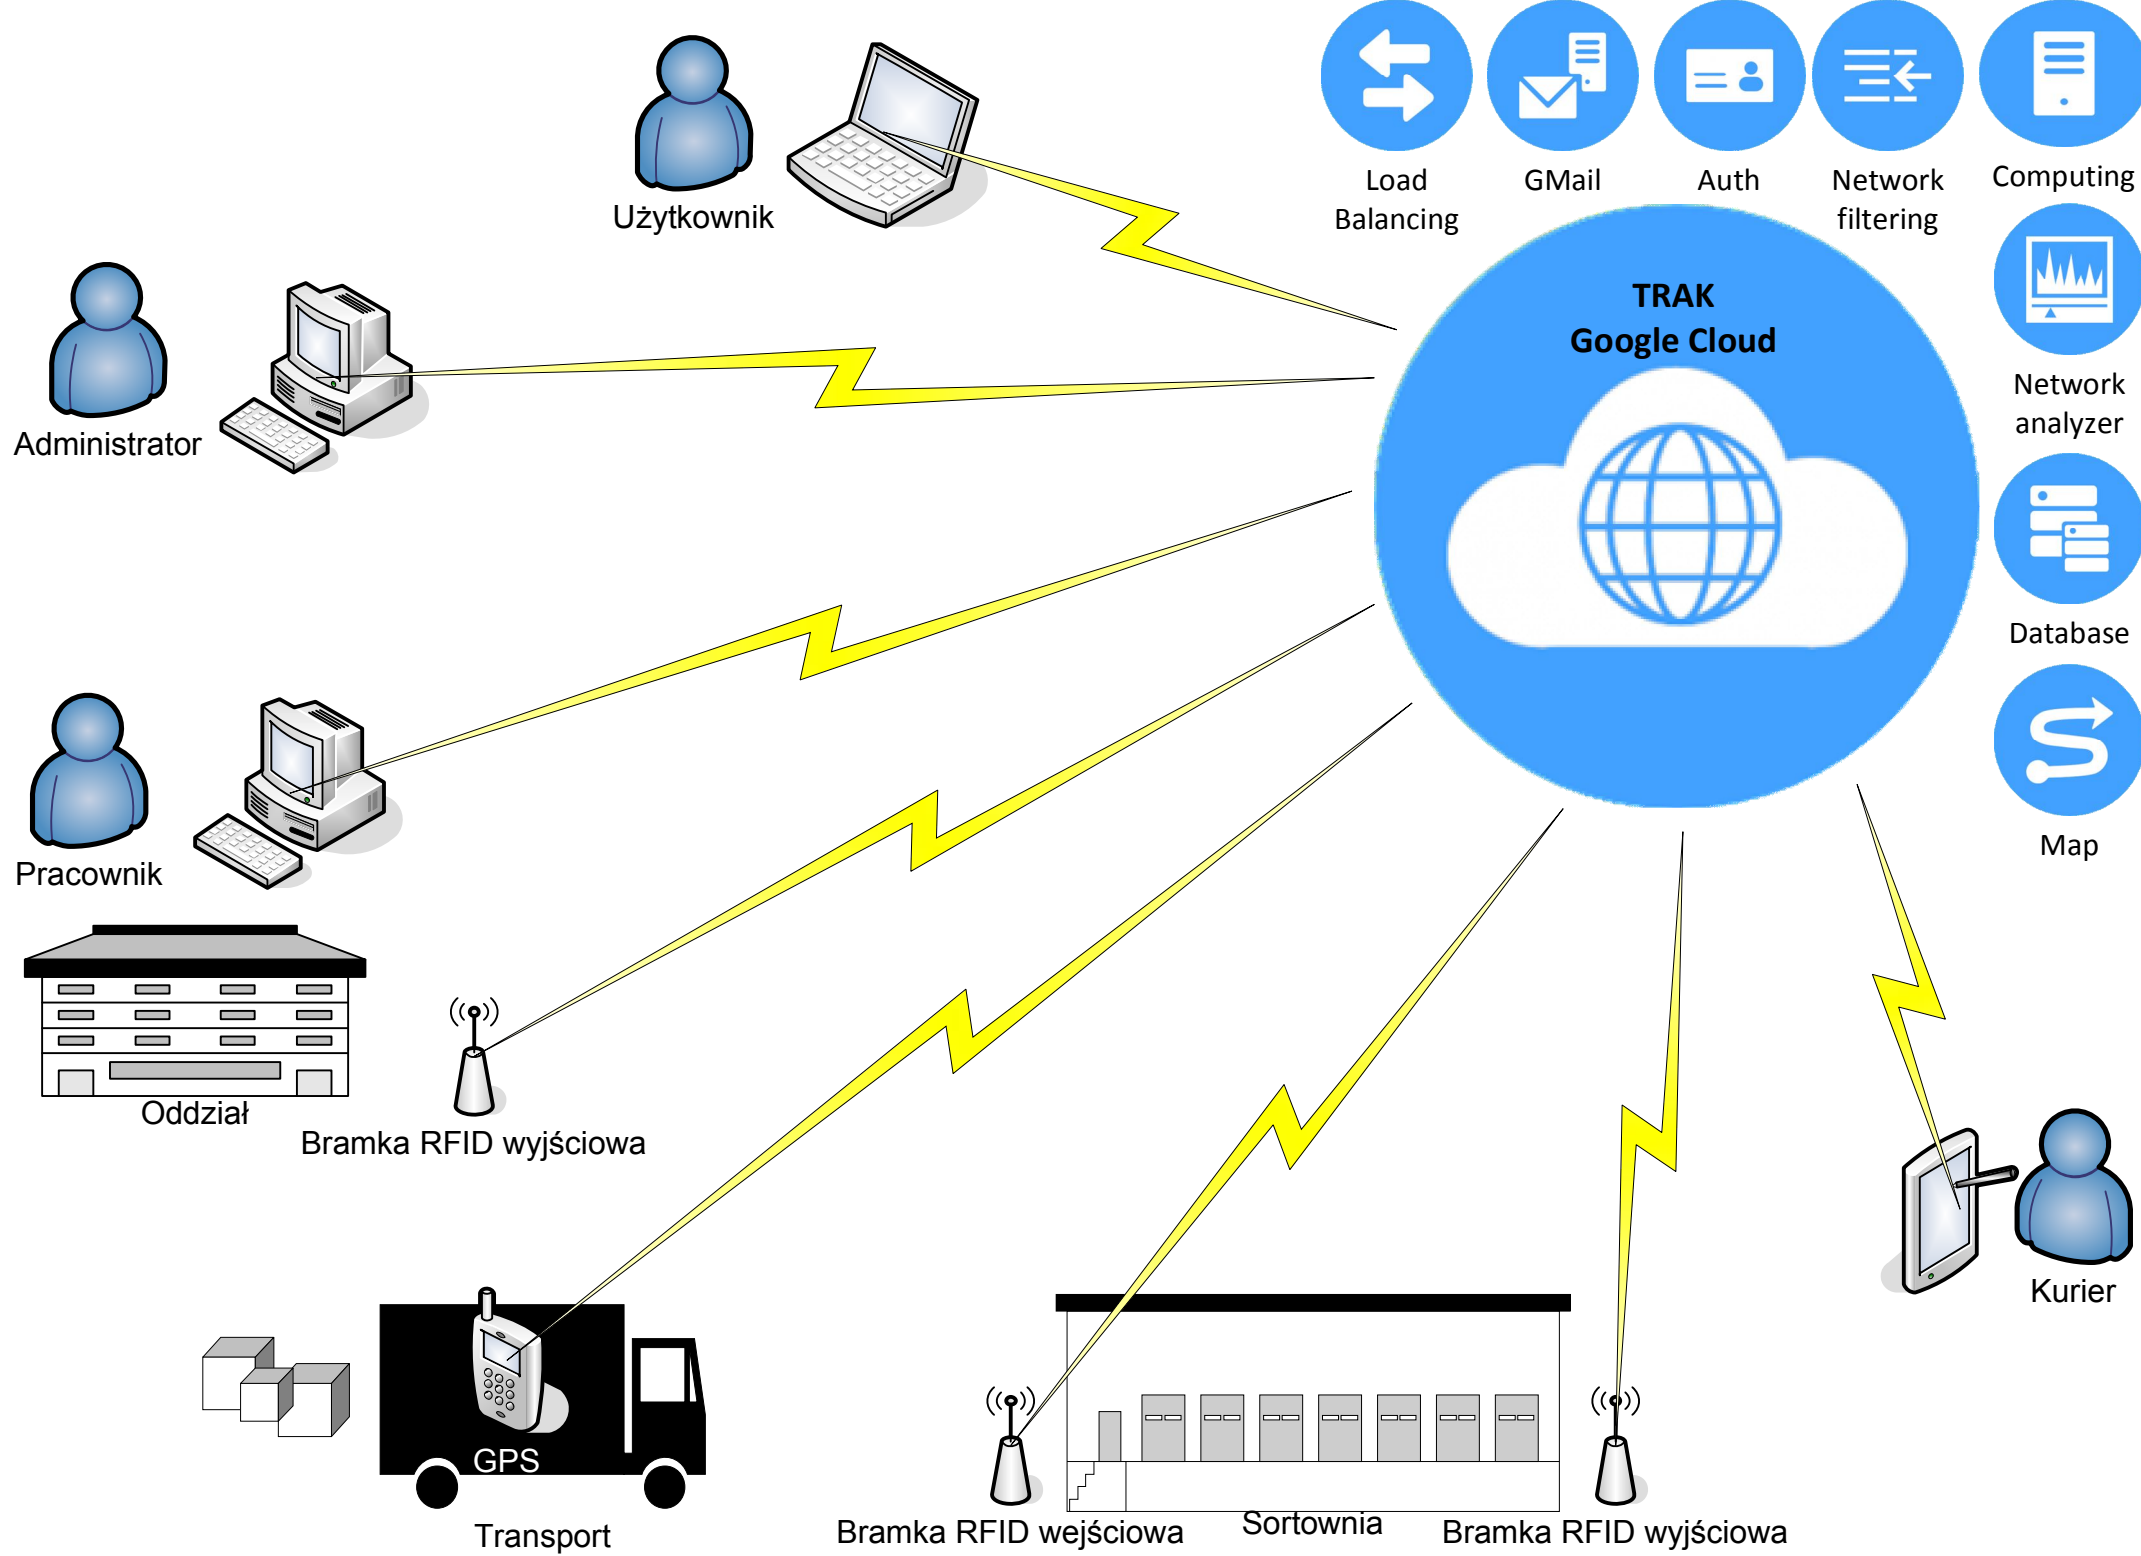 Użytkownik
Load
Balancing
GMail
Auth
Network
filtering
Computing
TRAK
Google Cloud
Administrator
Network
analyzer
Database
Pracownik
Map
Oddział
Bramka RFID wyjściowa
Kurier
GPS
Transport
Bramka RFID wejściowa
Sortownia
Bramka RFID wyjściowa